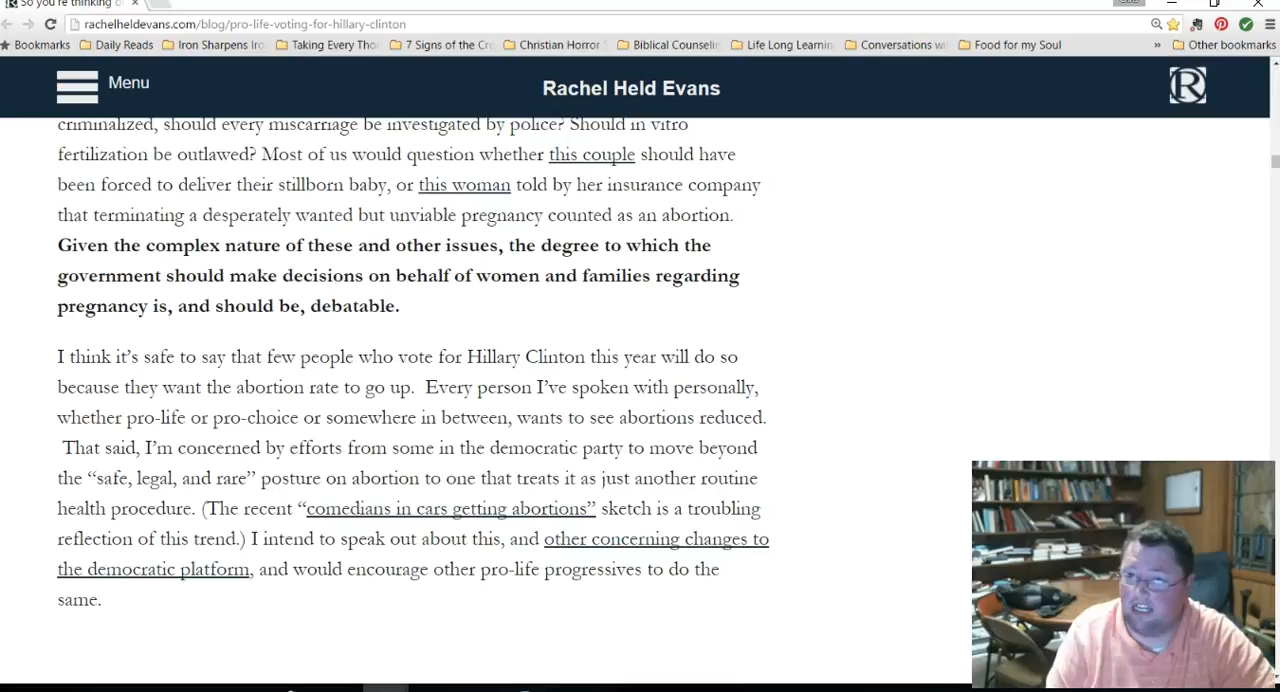 So you're thinking o
rachelheldevans.com/blog/pro-life-voting-for-hillary-clinton
Bookmarks Daily Reads Iron Sharpens Iro Taking Every Tho 7 Signs of the Cre Christian Horror Biblical Counselin Life Long Learnin Conversations wi Food for my Soul » Other bookmarks
Menu Rachel Held Evans R
criminalized, should every miscarriage be investigated by police? Should in vitro
fertilization be outlawed? Most of us would question whether this couple should have
been forced to deliver their stillborn baby, or this woman told by her insurance company
that terminating a desperately wanted but unviable pregnancy counted as an abortion.
Given the complex nature of these and other issues, the degree to which the
government should make decisions on behalf of women and families regarding
pregnancy is, and should be, debatable.
I think it's safe to say that few people who vote for Hillary Clinton this year will do so
because they want the abortion rate to go up. Every person I've spoken with personally,
whether pro-life or pro-choice or somewhere in between, wants to see abortions reduced.
That said, I'm concerned by efforts from some in the democratic party to move beyond
the “safe, legal, and rare” posture on abortion to one that treats it as just another routine
health procedure. (The recent “comedians in cars getting abortions” sketch is a troubling
reflection of this trend.) I intend to speak out about this, and other concerning changes to
the democratic platform, and would encourage other pro-life progressives to do the
same.